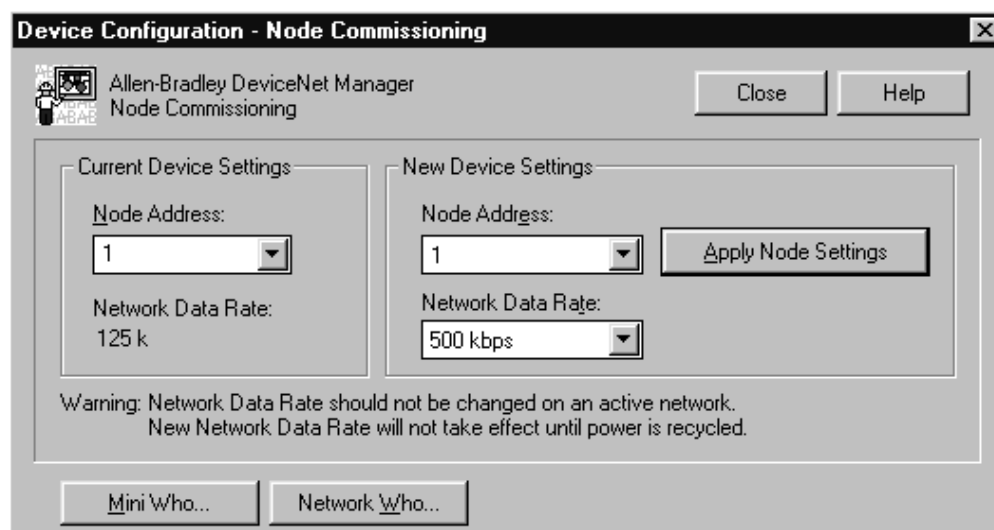 Device Configuration - Node Commissioning
Allen-Bradley DeviceNet Manager
Node Commissioning
Close
Help
Current Device Settings
Node Address:
1
Network Data Rate:
125 k
New Device Settings
Node Address:
1
Apply Node Settings
Network Data Rate:
500 kbps
Warning: Network Data Rate should not be changed on an active network.
New Network Data Rate will not take effect until power is recycled.
Mini Who...
Network Who...